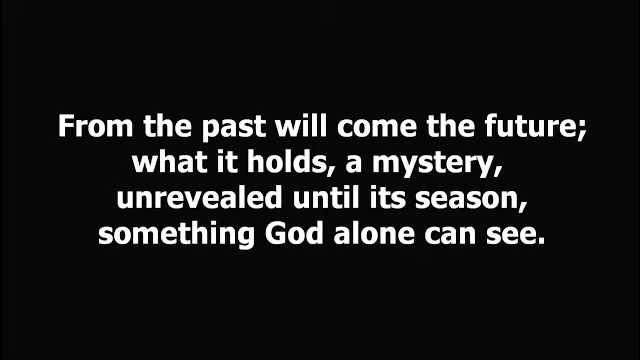 From the past will come the future;
what it holds, a mystery,
unrevealed until its season,
something God alone can see.